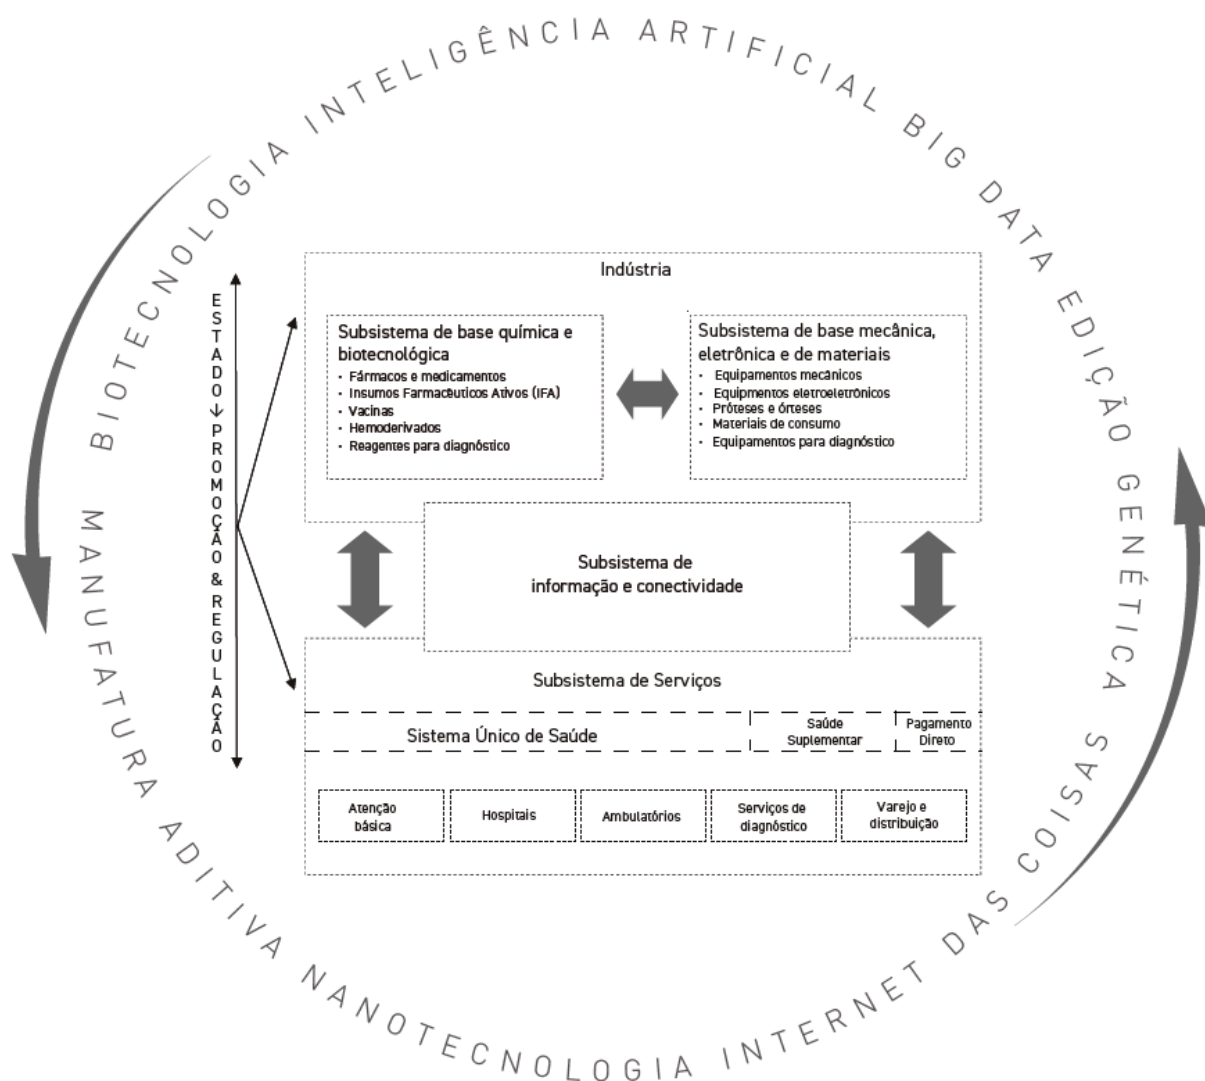 BIOTECNOLOGIA INTELIGÊNCIA ARTIFICIAL BIG DATA EDIÇÃO GENÉTICA
MANUFATURA ADITIVA NANOTECNOLOGIA INTERNET DAS COISAS
ESTADO → PROMOÇÃO & REGULAÇÃO
Indústria
Subsistema de base química e
biotecnológica
• Fármacos e medicamentos
• Insumos Farmacêuticos Ativos (IFA)
• Vacinas
• Hemoderivados
• Reagentes para diagnóstico
Subsistema de base mecânica,
eletrônica e de materiais
• Equipamentos mecânicos
• Equipmentos eletroeletrônicos
• Próteses e órteses
• Materiais de consumo
• Equipamentos para diagnóstico
Subsistema de
informação e conectividade
Subsistema de Serviços
Sistema Único de Saúde
Saúde
Suplementar
Pagamento
Direto
Atenção
básica
Hospitais
Ambulatórios
Serviços de
diagnóstico
Varejo e
distribuição